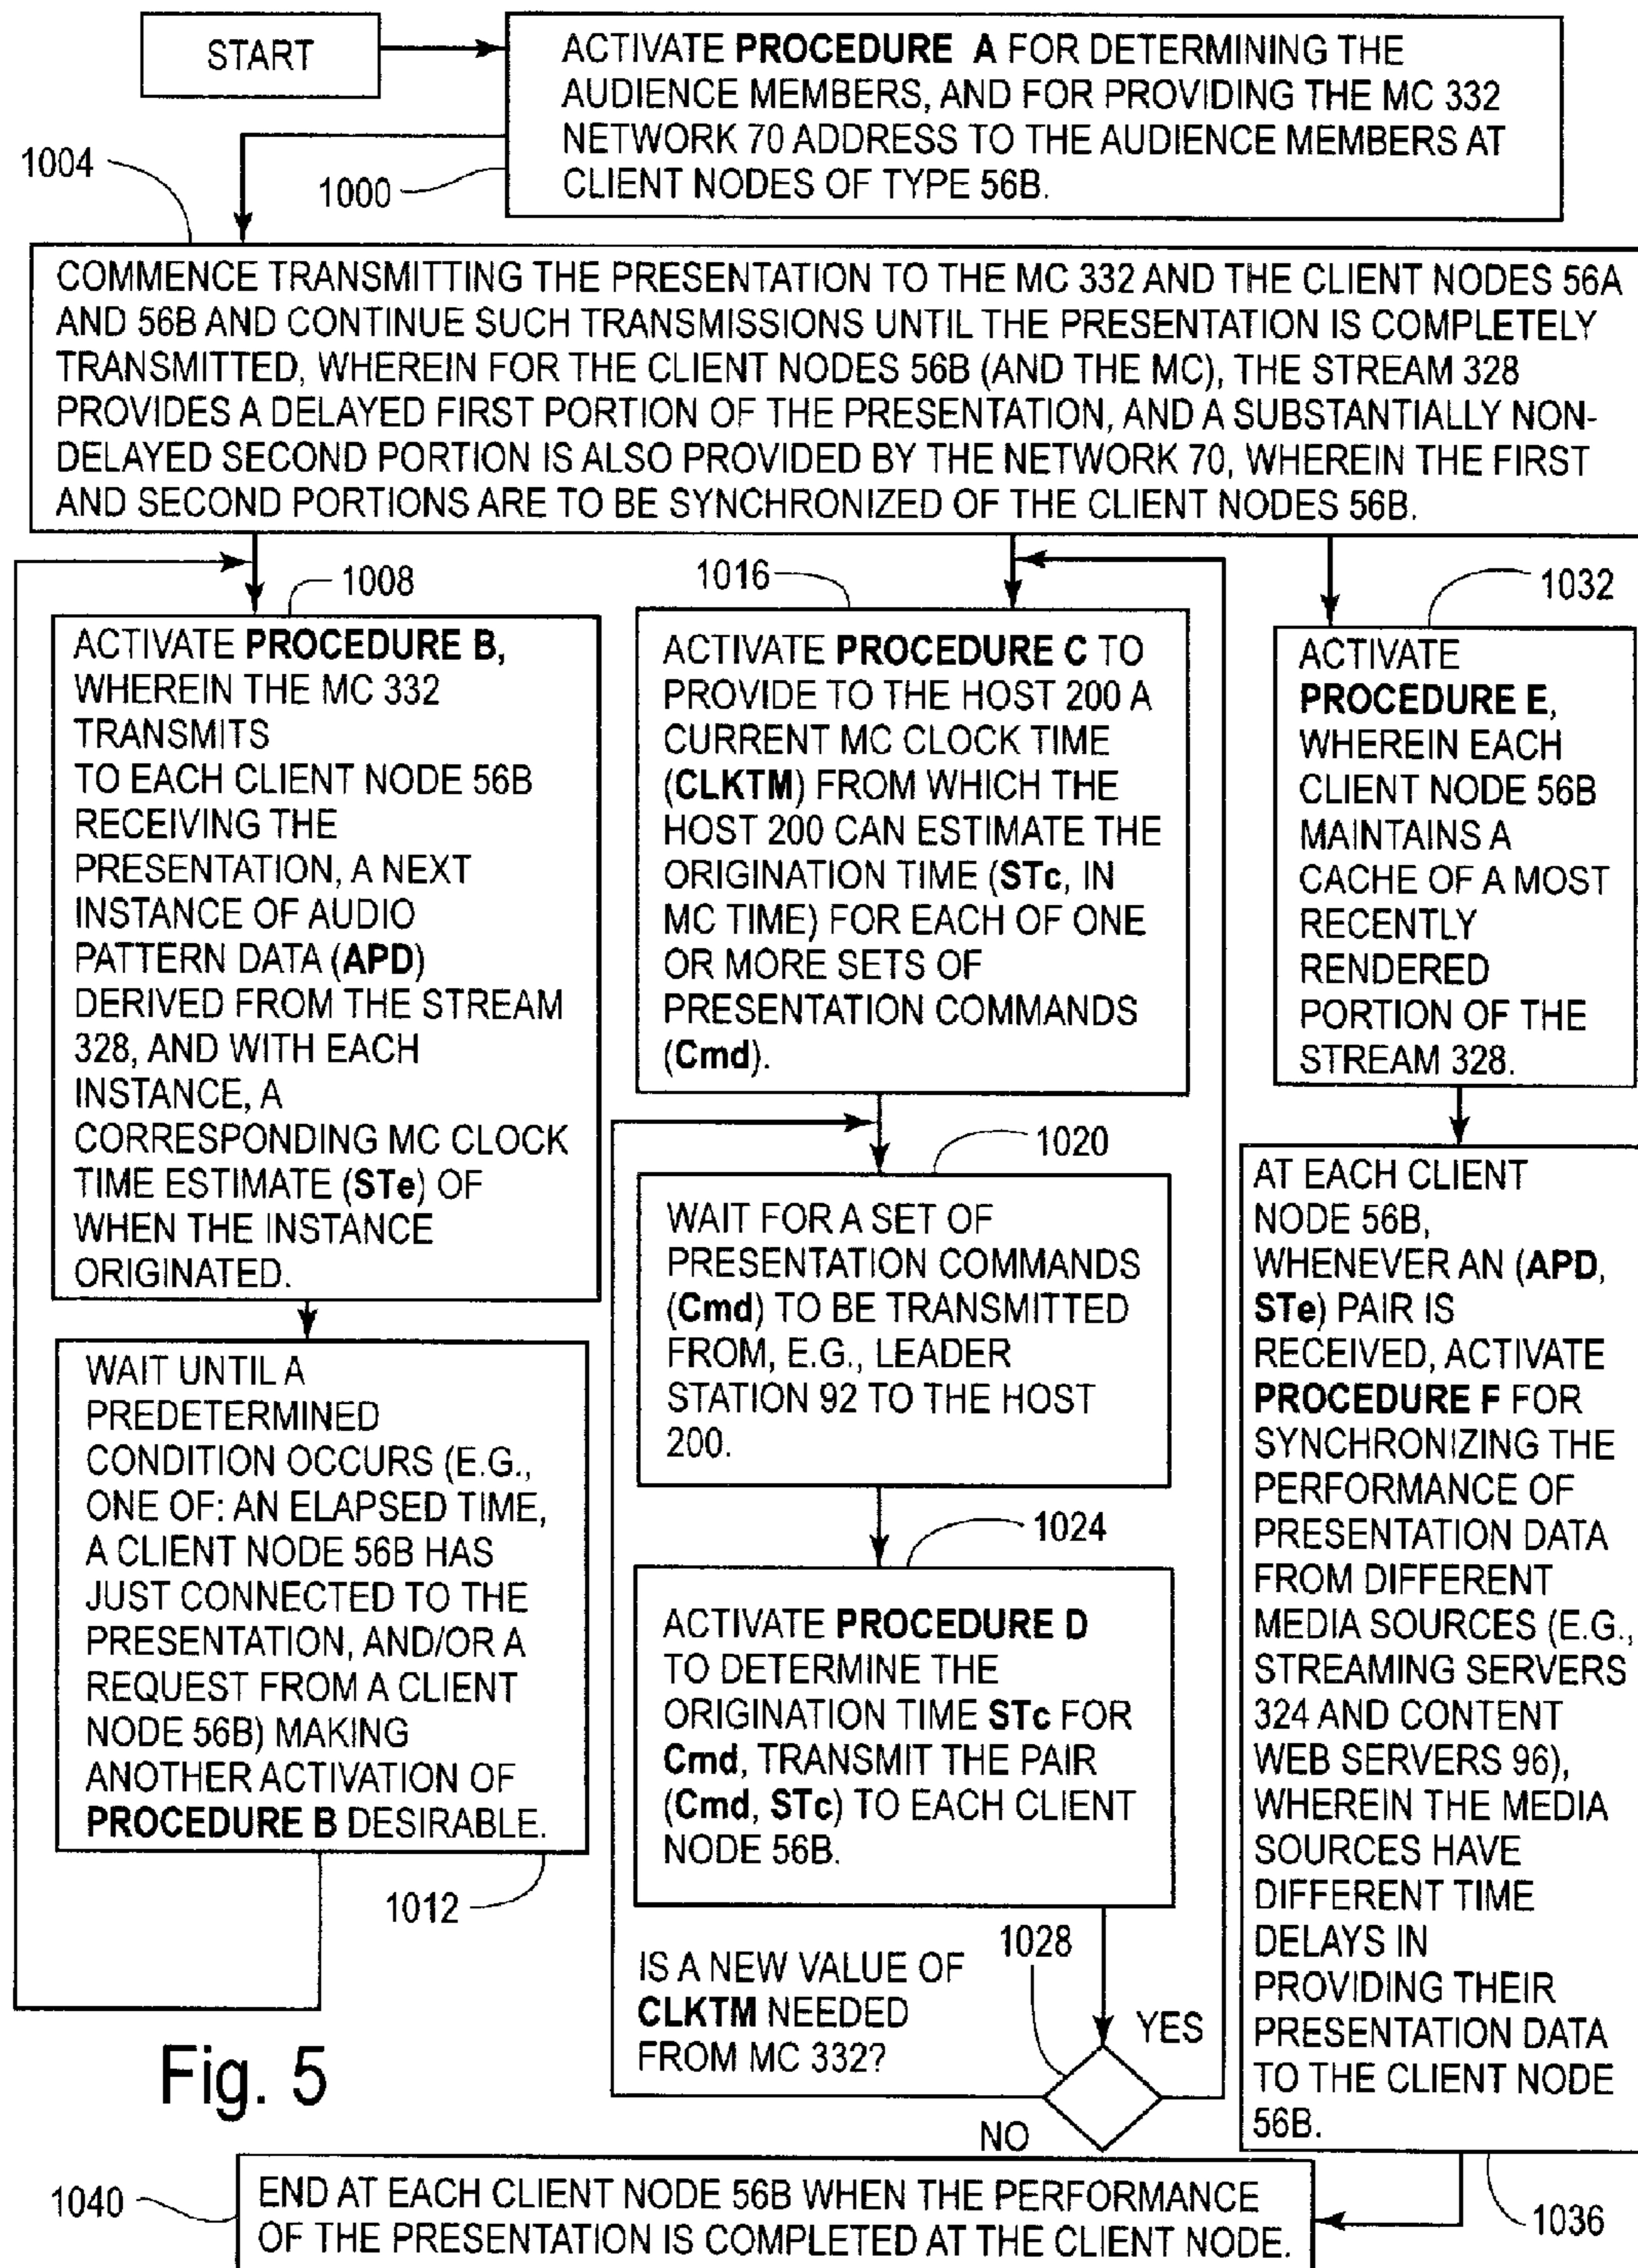 START
ACTIVATE PROCEDURE A FOR DETERMINING THE
AUDIENCE MEMBERS, AND FOR PROVIDING THE MC 332
NETWORK 70 ADDRESS TO THE AUDIENCE MEMBERS AT
CLIENT NODES OF TYPE 56B.
1004
1000
COMMENCE TRANSMITTING THE PRESENTATION TO THE MC 332 AND THE CLIENT NODES 56A
AND 56B AND CONTINUE SUCH TRANSMISSIONS UNTIL THE PRESENTATION IS COMPLETELY
TRANSMITTED, WHEREIN FOR THE CLIENT NODES 56B (AND THE MC), THE STREAM 328
PROVIDES A DELAYED FIRST PORTION OF THE PRESENTATION, AND A SUBSTANTIALLY NON-
DELAYED SECOND PORTION IS ALSO PROVIDED BY THE NETWORK 70, WHEREIN THE FIRST
AND SECOND PORTIONS ARE TO BE SYNCHRONIZED OF THE CLIENT NODES 56B.
1008
ACTIVATE PROCEDURE B,
WHEREIN THE MC 332
TRANSMITS
TO EACH CLIENT NODE 56B
RECEIVING THE
PRESENTATION, A NEXT
INSTANCE OF AUDIO
PATTERN DATA (APD)
DERIVED FROM THE STREAM
328, AND WITH EACH
INSTANCE, A
CORRESPONDING MC CLOCK
TIME ESTIMATE (STe) OF
WHEN THE INSTANCE
ORIGINATED.
WAIT UNTIL A
PREDETERMINED
CONDITION OCCURS (E.G.,
ONE OF: AN ELAPSED TIME,
A CLIENT NODE 56B HAS
JUST CONNECTED TO THE
PRESENTATION, AND/OR A
REQUEST FROM A CLIENT
NODE 56B) MAKING
ANOTHER ACTIVATION OF
PROCEDURE B DESIRABLE.
1012
1016
ACTIVATE PROCEDURE C TO
PROVIDE TO THE HOST 200 A
CURRENT MC CLOCK TIME
(CLKTM) FROM WHICH THE
HOST 200 CAN ESTIMATE THE
ORIGINATION TIME (STc, IN
MC TIME) FOR EACH OF ONE
OR MORE SETS OF
PRESENTATION COMMANDS
(Cmd).
1020
WAIT FOR A SET OF
PRESENTATION COMMANDS
(Cmd) TO BE TRANSMITTED
FROM, E.G., LEADER
STATION 92 TO THE HOST
200.
1024
ACTIVATE PROCEDURE D
TO DETERMINE THE
ORIGINATION TIME STc FOR
Cmd, TRANSMIT THE PAIR
(Cmd, STc) TO EACH CLIENT
NODE 56B.
1028
IS A NEW VALUE OF
CLKTM NEEDED
FROM MC 332?
YES
NO
1032
ACTIVATE
PROCEDURE E,
WHEREIN EACH
CLIENT NODE 56B
MAINTAINS A
CACHE OF A MOST
RECENTLY
RENDERED
PORTION OF THE
STREAM 328.
AT EACH CLIENT
NODE 56B,
WHENEVER AN (APD,
STe) PAIR IS
RECEIVED, ACTIVATE
PROCEDURE F FOR
SYNCHRONIZING THE
PERFORMANCE OF
PRESENTATION DATA
FROM DIFFERENT
MEDIA SOURCES (E.G.,
STREAMING SERVERS
324 AND CONTENT
WEB SERVERS 96),
WHEREIN THE MEDIA
SOURCES HAVE
DIFFERENT TIME
DELAYS IN
PROVIDING THEIR
PRESENTATION DATA
TO THE CLIENT NODE
56B.
1036
Fig. 5
1040
END AT EACH CLIENT NODE 56B WHEN THE PERFORMANCE
OF THE PRESENTATION IS COMPLETED AT THE CLIENT NODE.